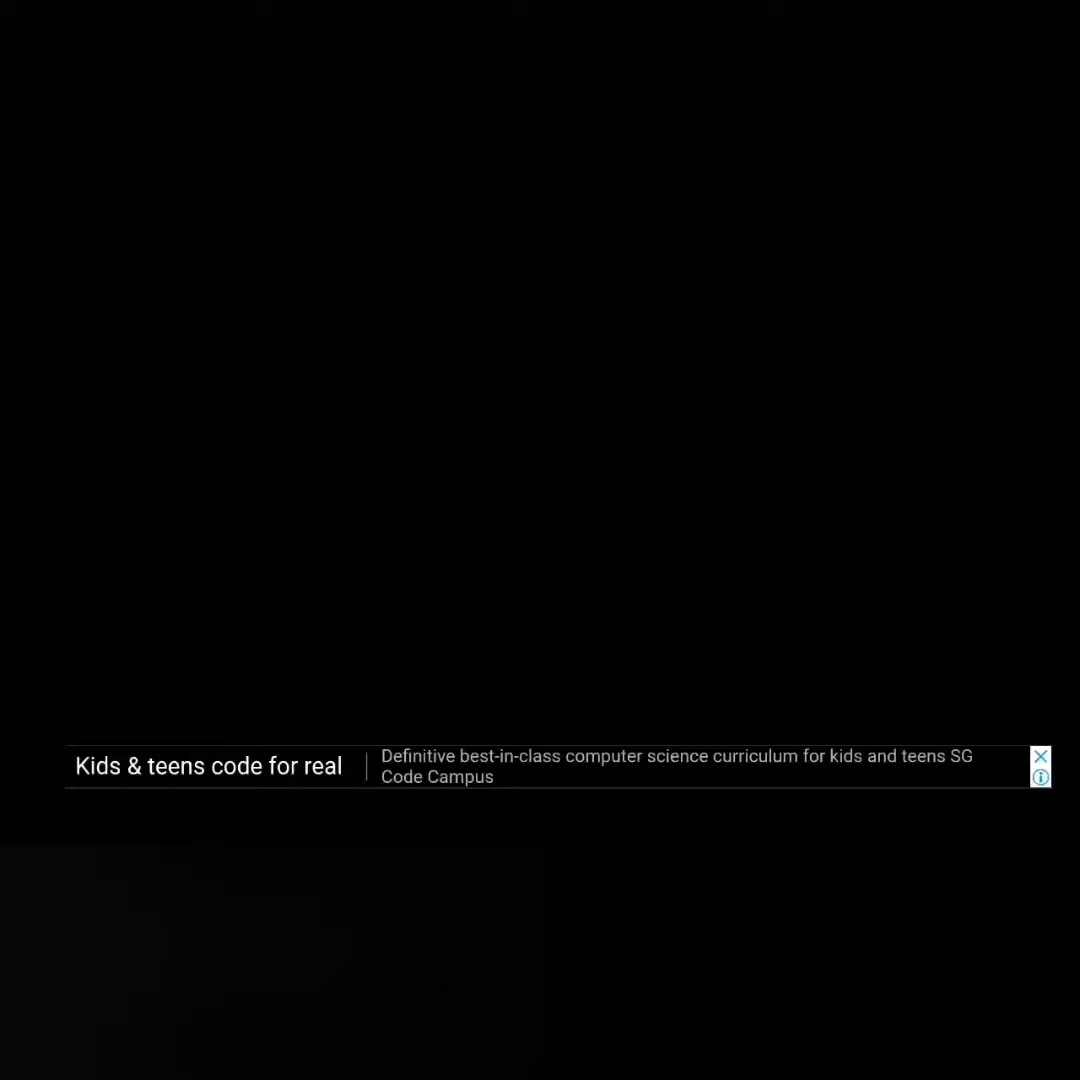 Kids & teens code for real
Definitive best-in-class computer science curriculum for kids and teens SG
Code Campus